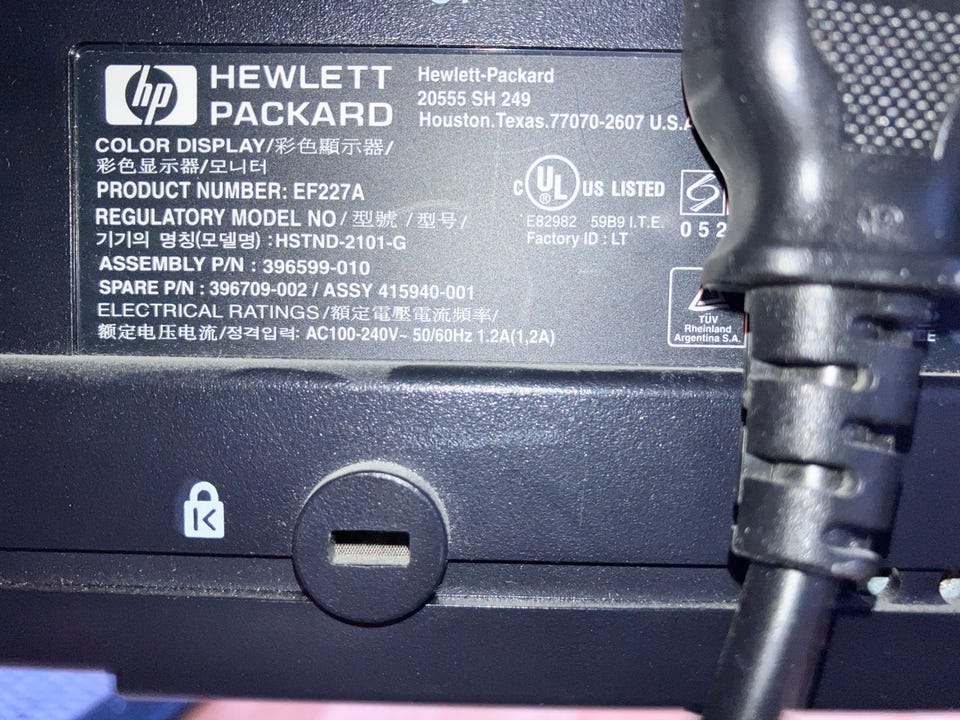 hp HEWLETT
PACKARD
Hewlett-Packard
20555 SH 249
Houston.Texas.77070-2607 U.S.A
COLOR DISPLAY/彩色顯示器/
彩色显示器/모니터
PRODUCT NUMBER: EF227A
REGULATORY MODEL NO/型號/型号/
기기의 명칭(모델명) :HSTND-2101-G
ASSEMBLY P/N : 396599-010
SPARE P/N : 396709-002 / ASSY 415940-001
ELECTRICAL RATINGS/額定電壓電流頻率/
额定电压电流/정격입력: AC100-240V~ 50/60Hz 1.2A(1,2A)
C UL US LISTED
E82982 59B9 I.T.E.
Factory ID : LT
S
052
TÜV
Rheinland
Argentina S.A.
K